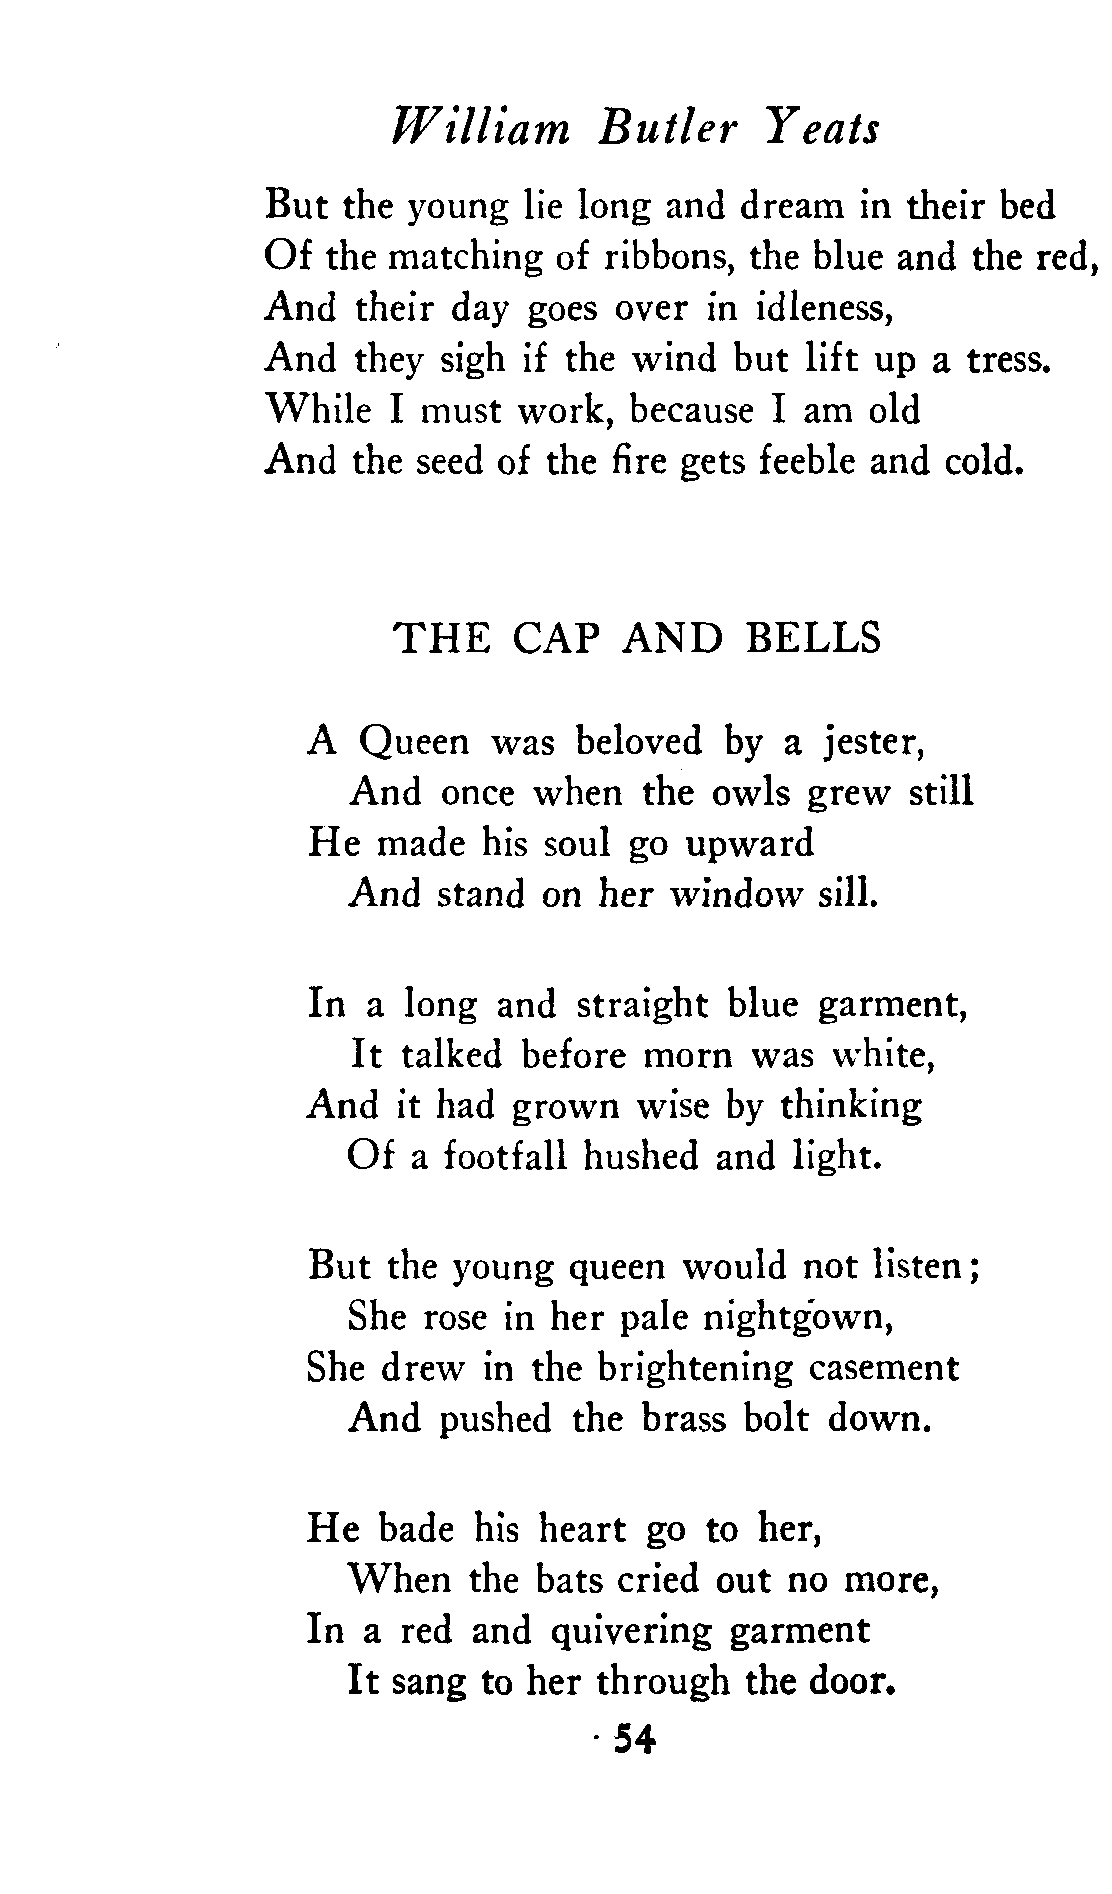 William Butler Yeats
But the young lie long and dream in their bed
Of the matching of ribbons, the blue and the red,
And their day goes over in idleness,
And they sigh if the wind but lift up a tress.
While I must work, because I am old
And the seed of the fire gets feeble and cold.
THE CAP AND BELLS
A Queen was beloved by a jester,
And once when the owls grew still
He made his soul go upward
And stand on her window sill.
In a long and straight blue garment,
It talked before morn was white,
And it had grown wise by thinking
Of a footfall hushed and light.
But the young queen would not listen;
She rose in her pale nightgown,
She drew in the brightening casement
And pushed the brass bolt down.
He bade his heart go to her,
When the bats cried out no more,
In a red and quivering garment
It sang to her through the door.
54